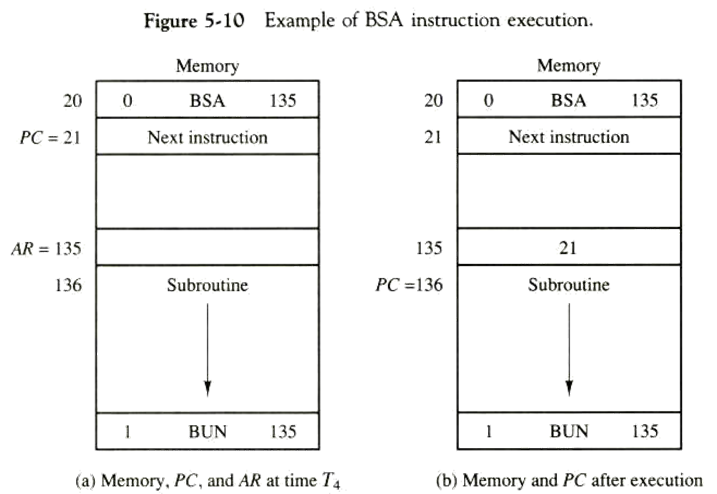 Figure 5-10 Example of BSA instruction execution.
Memory
20 0 BSA 135
PC = 21 Next instruction
AR = 135
136 Subroutine
1 BUN 135
(a) Memory, PC, and AR at time T4
Memory
20 0 BSA 135
21 Next instruction
135 21
PC =136 Subroutine
1 BUN 135
(b) Memory and PC after execution